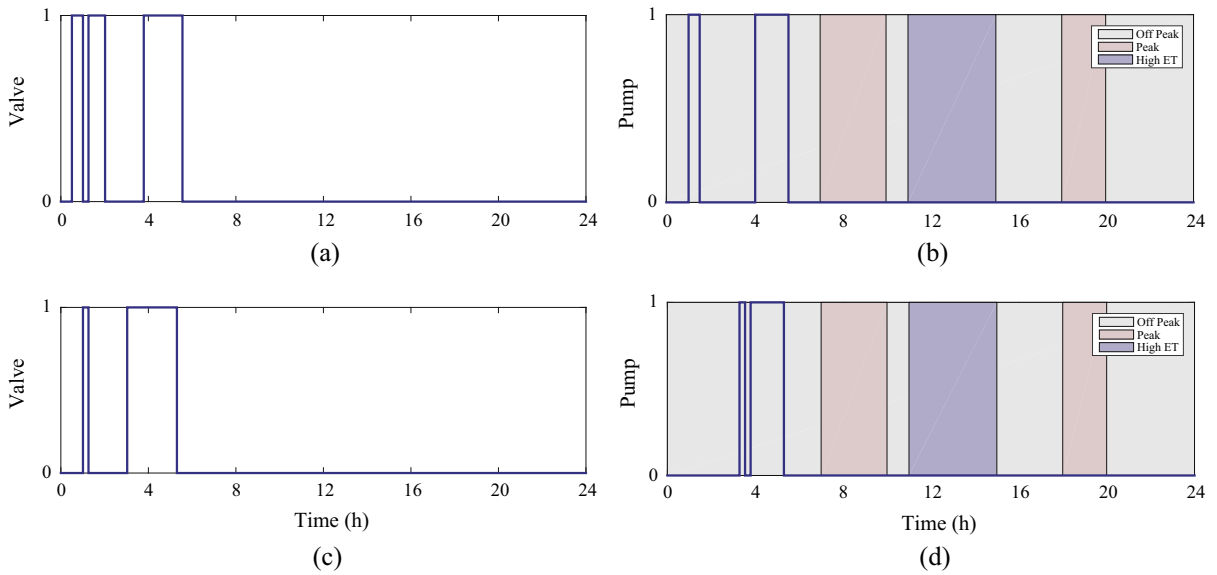 1
Valve
0
0 4 8 12 16 20 24
(a)
1
Pump
0
0 4 8 12 16 20 24
Off Peak
Peak
High ET
(b)
1
Valve
0
0 4 8 12 16 20 24
Time (h)
(c)
1
Pump
0
0 4 8 12 16 20 24
Off Peak
Peak
High ET
Time (h)
(d)